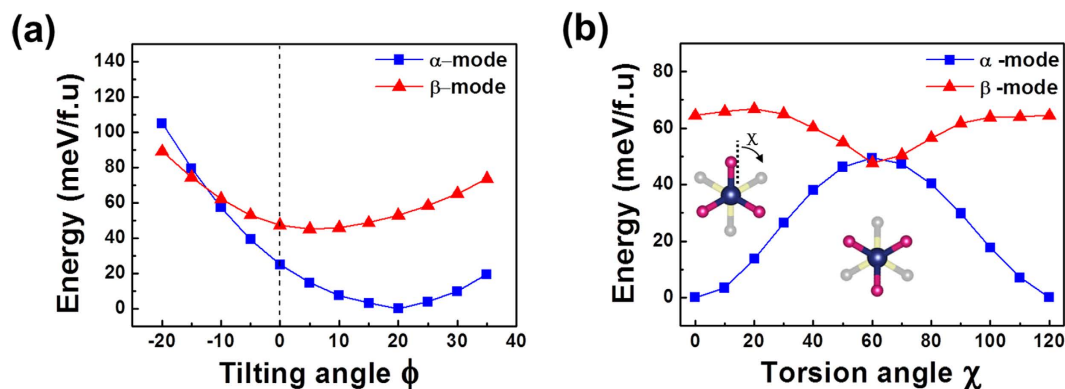 (a)
140
120
100
80
60
40
20
0
Energy (meV/f.u)
-20 -10 0 10 20 30 40
Tilting angle ϕ
α–mode
β–mode
(b)
80
60
40
20
0
Energy (meV/f.u)
0 20 40 60 80 100 120
Torsion angle χ
α -mode
β -mode
χ